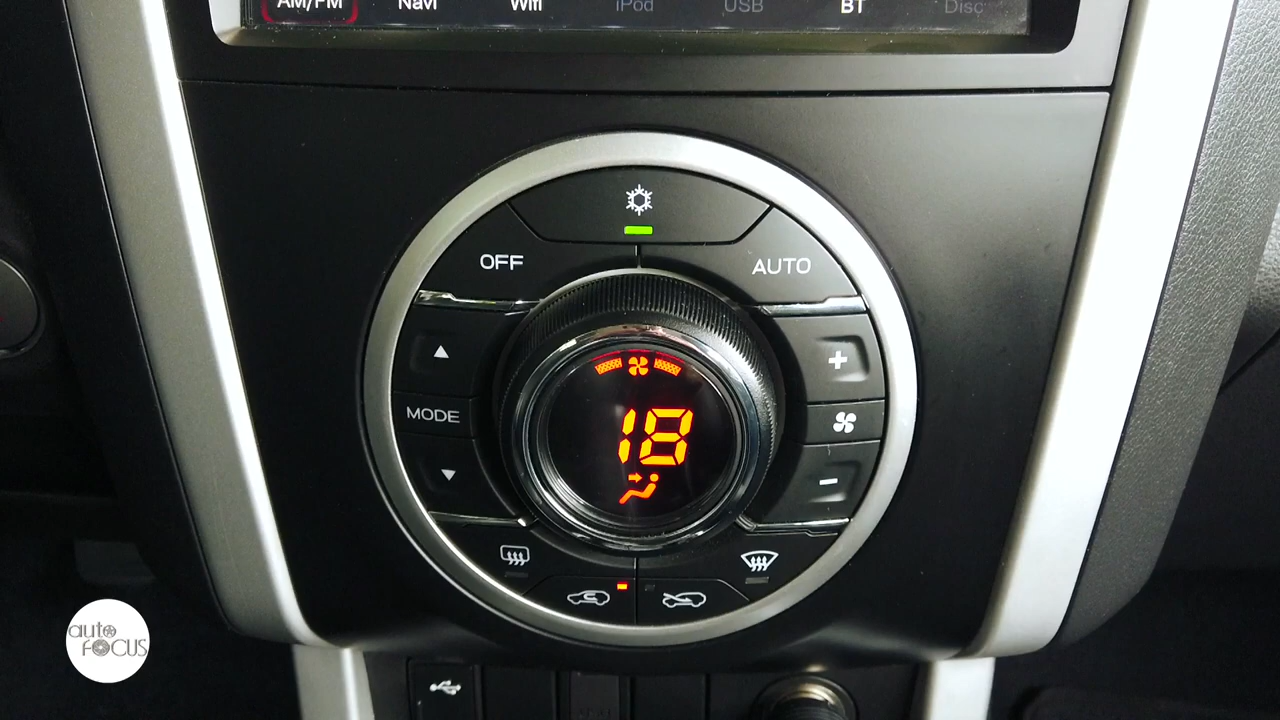 AM/FM Navi Wifi iPod USB BT Disc
OFF AUTO
MODE
18
auto
FOCUS